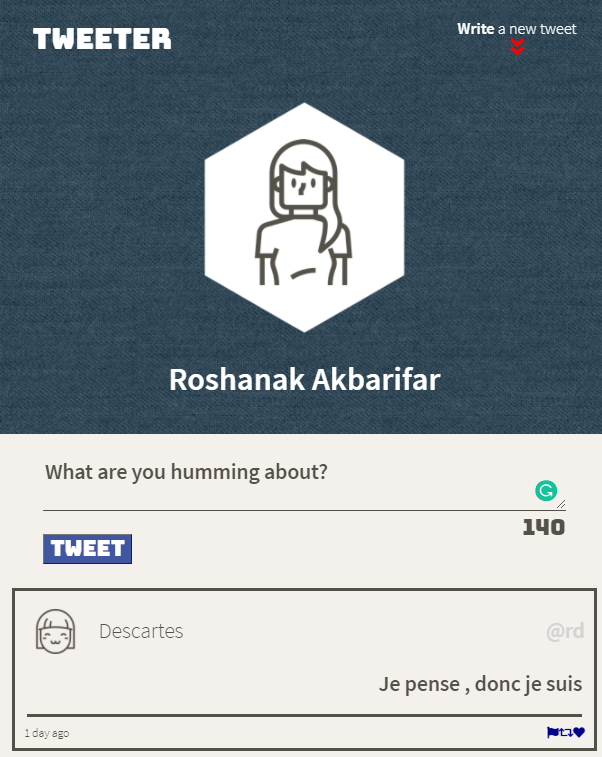 TWEETER
Write a new tweet
Roshanak Akbarifar
What are you humming about?
140
TWEET
Descartes
@rd
Je pense , donc je suis
1 day ago